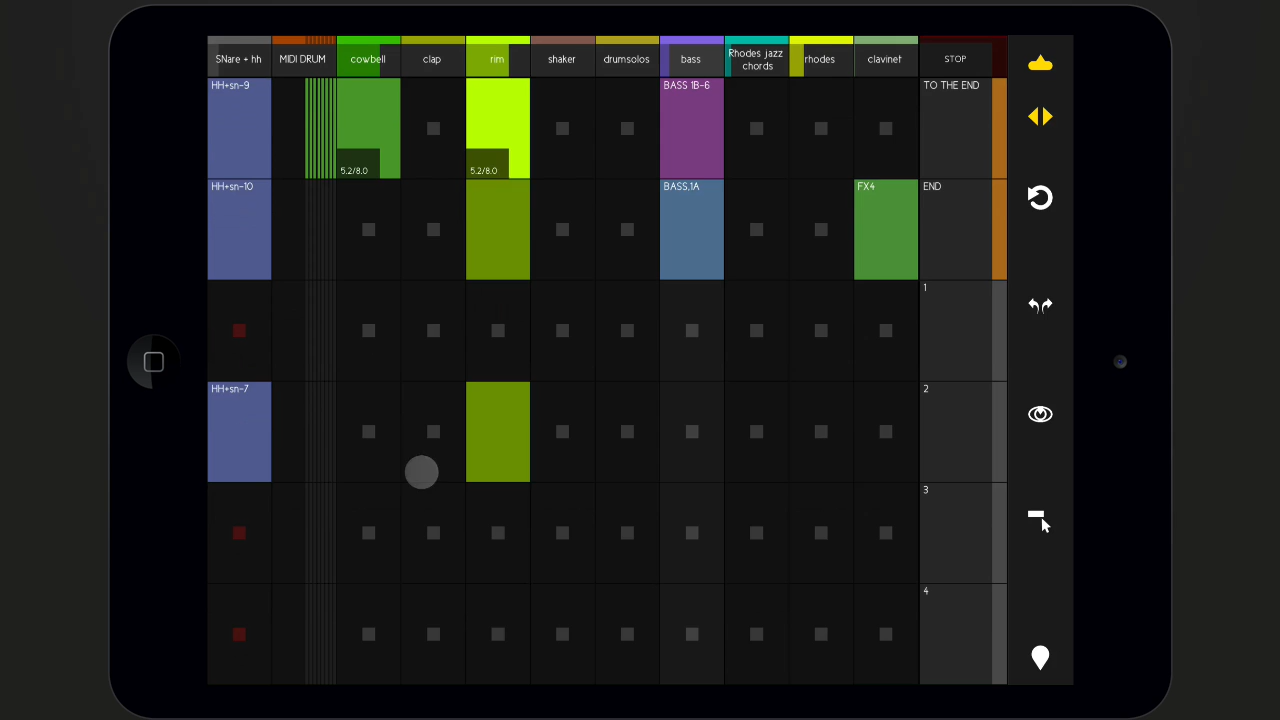 SNare + hh
MIDI DRUM
cowbell
clap
rim
shaker
drumsolos
bass
Rhodes jazz
chords
rhodes
clavinet
STOP
HH+sn-9
BASS 1B-6
TO THE END
5.2/8.0
5.2/8.0
HH+sn-10
BASS,1A
FX4
END
1
HH+sn-7
2
3
4